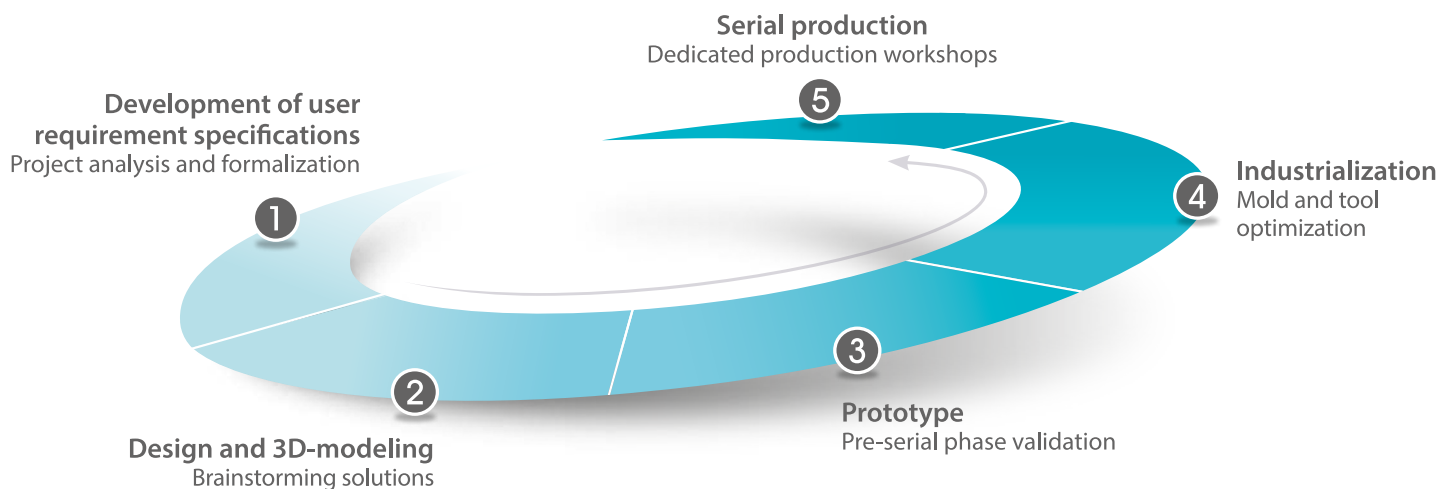 1
Development of user
requirement specifications
Project analysis and formalization
2
Design and 3D-modeling
Brainstorming solutions
3
Prototype
Pre-serial phase validation
4
Industrialization
Mold and tool
optimization
5
Serial production
Dedicated production workshops